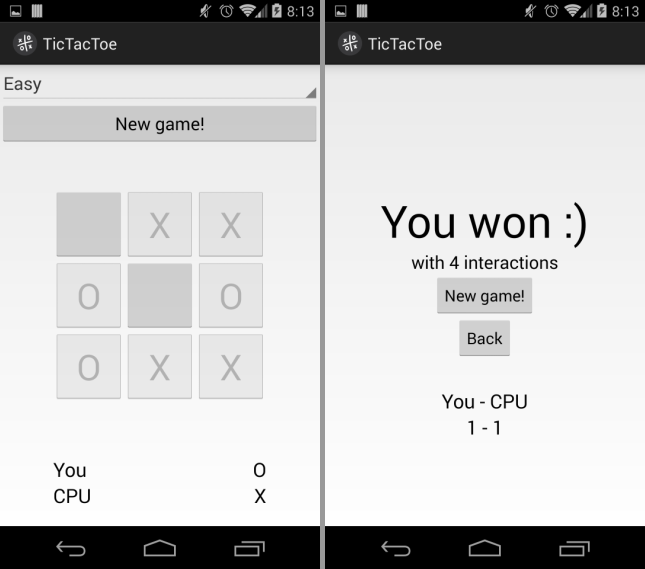 8:13
TicTacToe
Easy
New game!
X X
O O
O X X
You O
CPU X
8:13
TicTacToe
You won :)
with 4 interactions
New game!
Back
You - CPU
1 - 1